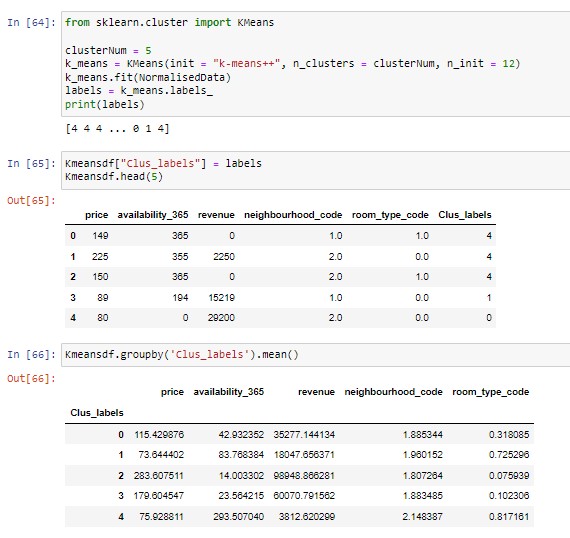 In [64]: from sklearn.cluster import KMeans
clusterNum = 5
k_means = KMeans(init = "k-means++", n_clusters = clusterNum, n_init = 12)
k_means.fit(NormalisedData)
labels = k_means.labels_
print(labels)
[4 4 4 ... 0 1 4]
In [65]: Kmeansdf["Clus_labels"] = labels
Kmeansdf.head(5)
Out[65]:
price availability_365 revenue neighbourhood_code room_type_code Clus_labels
0 149 365 0 1.0 1.0 4
1 225 355 2250 2.0 0.0 4
2 150 365 0 2.0 1.0 4
3 89 194 15219 1.0 0.0 1
4 80 0 29200 2.0 0.0 0
In [66]: Kmeansdf.groupby('Clus_labels').mean()
Out[66]:
price availability_365 revenue neighbourhood_code room_type_code
Clus_labels
0 115.429876 42.932352 35277.144134 1.885344 0.318085
1 73.644402 83.768384 18047.656371 1.960152 0.725296
2 283.607511 14.003302 98948.866281 1.807264 0.075939
3 179.604547 23.564215 60070.791562 1.883485 0.102306
4 75.928811 293.507040 3812.620299 2.148387 0.817161